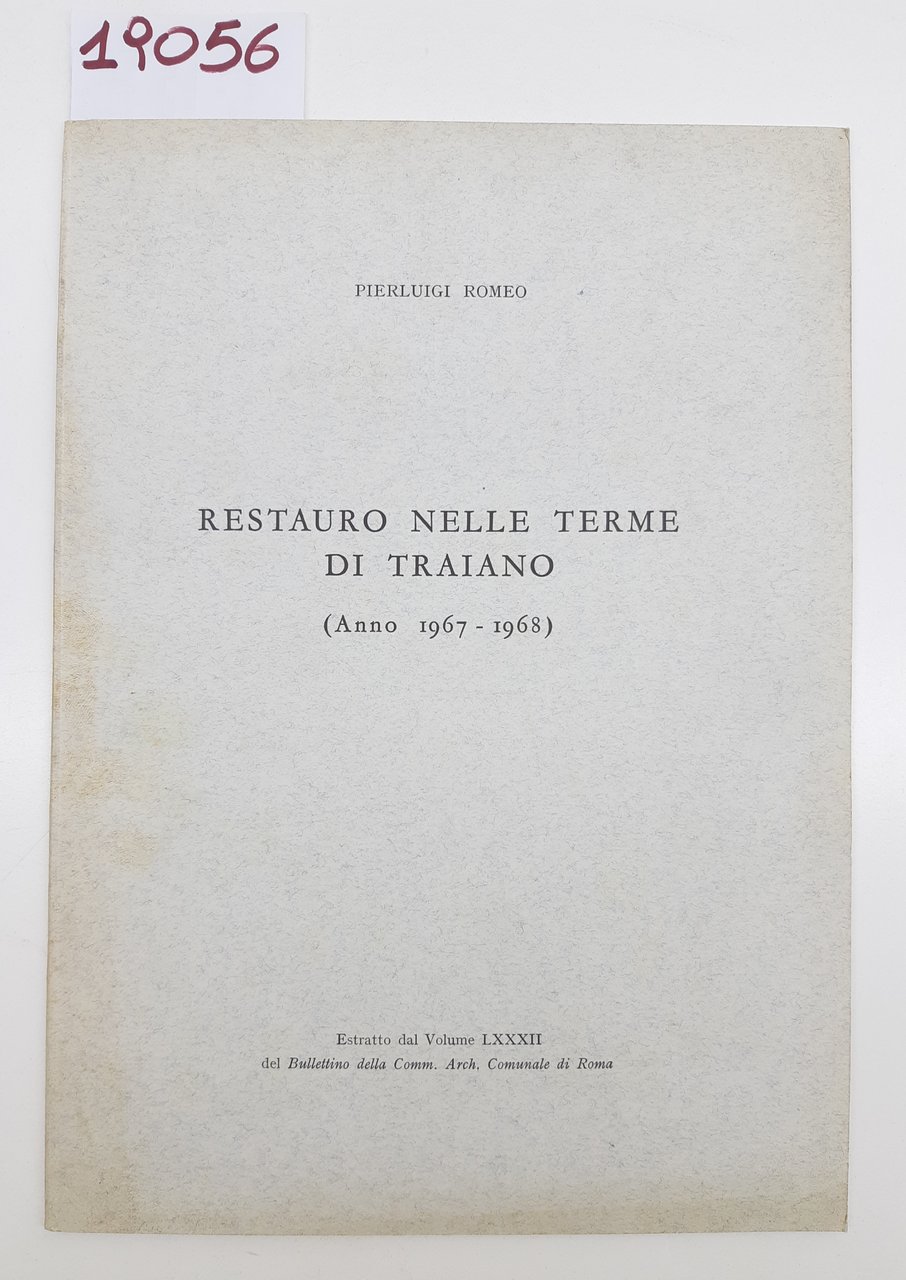 19056
PIERLUIGI ROMEO
RESTAURO NELLE TERME
DI TRAIANO
(Anno 1967 - 1968)
Estratto dal Volume LXXXII
del Bullettino della Comm. Arch. Comunale di Roma